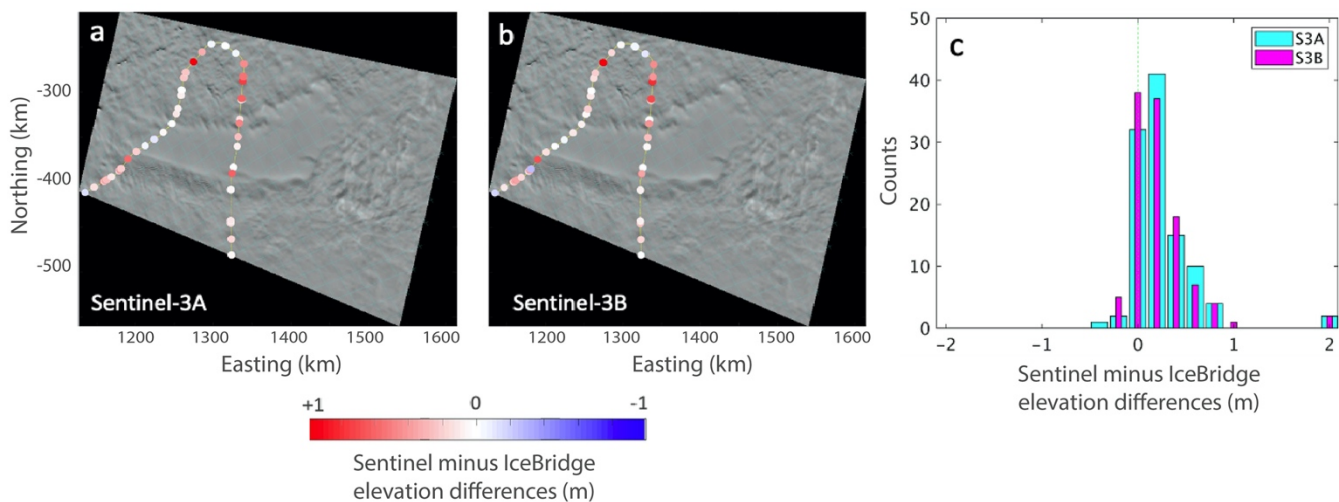 a
Northing (km)
-300
-400
-500
Sentinel-3A
1200
1300
1400
1500
1600
Easting (km)
b
Sentinel-3B
1200
1300
1400
1500
1600
Easting (km)
+1
0
-1
Sentinel minus IceBridge
elevation differences (m)
c
S3A
S3B
Counts
50
40
30
20
10
0
-2
-1
0
1
2
Sentinel minus IceBridge
elevation differences (m)